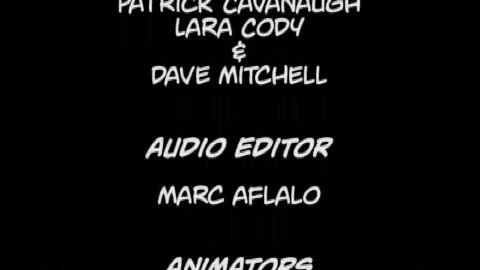 PATRICK CAVANAUGH
LARA CODY
&
DAVE MITCHELL
AUDIO EDITOR
MARC AFLALO
ANIMATORS